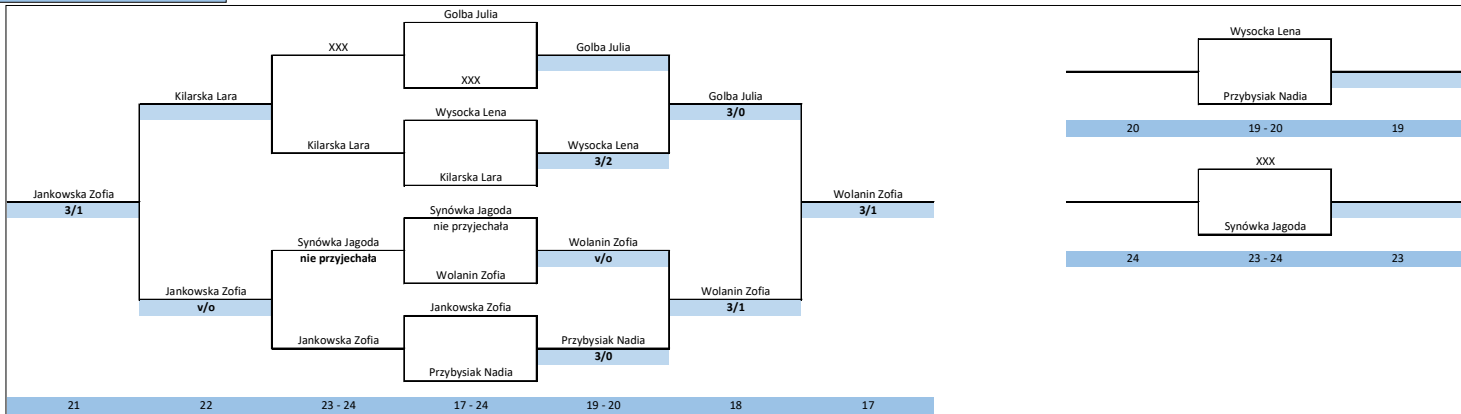 Golba Julia
XXX
Golba Julia
Wysocka Lena
XXX
Kilarska Lara
Wysocka Lena
Golba Julia
3/0
Przybysiak Nadia
20
19 - 20
19
Kilarska Lara
Wysocka Lena
3/2
XXX
Kilarska Lara
Jankowska Zofia
3/1
Wolanin Zofia
3/1
Synówka Jagoda
nie przyjechała
Synówka Jagoda
Synówka Jagoda
nie przyjechała
Wolanin Zofia
v/o
24
23 - 24
23
Wolanin Zofia
Jankowska Zofia
v/o
Wolanin Zofia
3/1
Jankowska Zofia
Jankowska Zofia
Przybysiak Nadia
3/0
Przybysiak Nadia
21
22
23 - 24
17 - 24
19 - 20
18
17